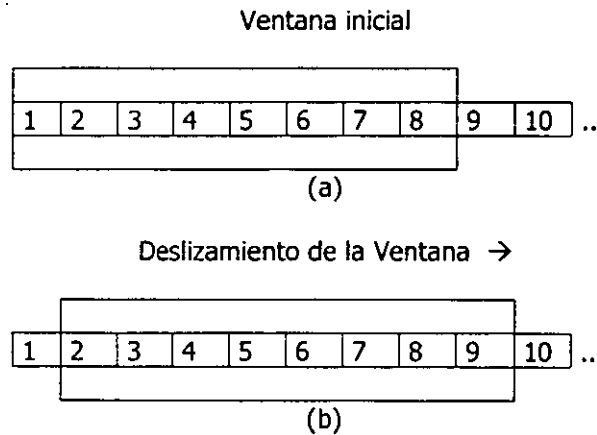 Ventana inicial
1 2 3 4 5 6 7 8 9 10 ..
(a)
Deslizamiento de la Ventana →
1 2 3 4 5 6 7 8 9 10 ..
(b)